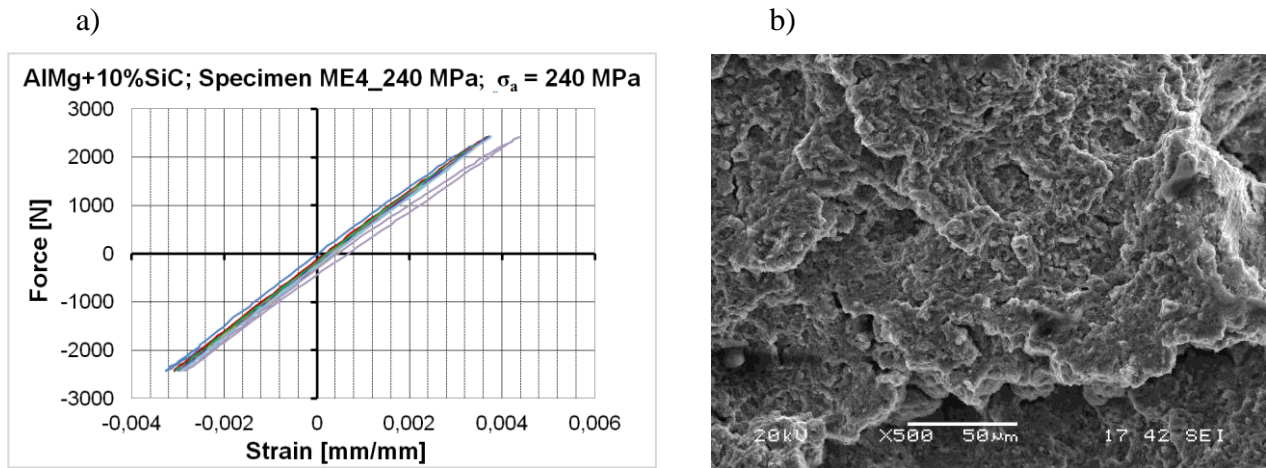 a)
b)
AlMg+10%SiC; Specimen ME4_240 MPa; σa = 240 MPa
3000
2000
1000
0
-1000
-2000
-3000
Force [N]
-0,004 -0,002 0 0,002 0,004 0,006
Strain [mm/mm]
20kV X500 50µm 17 42 SEI